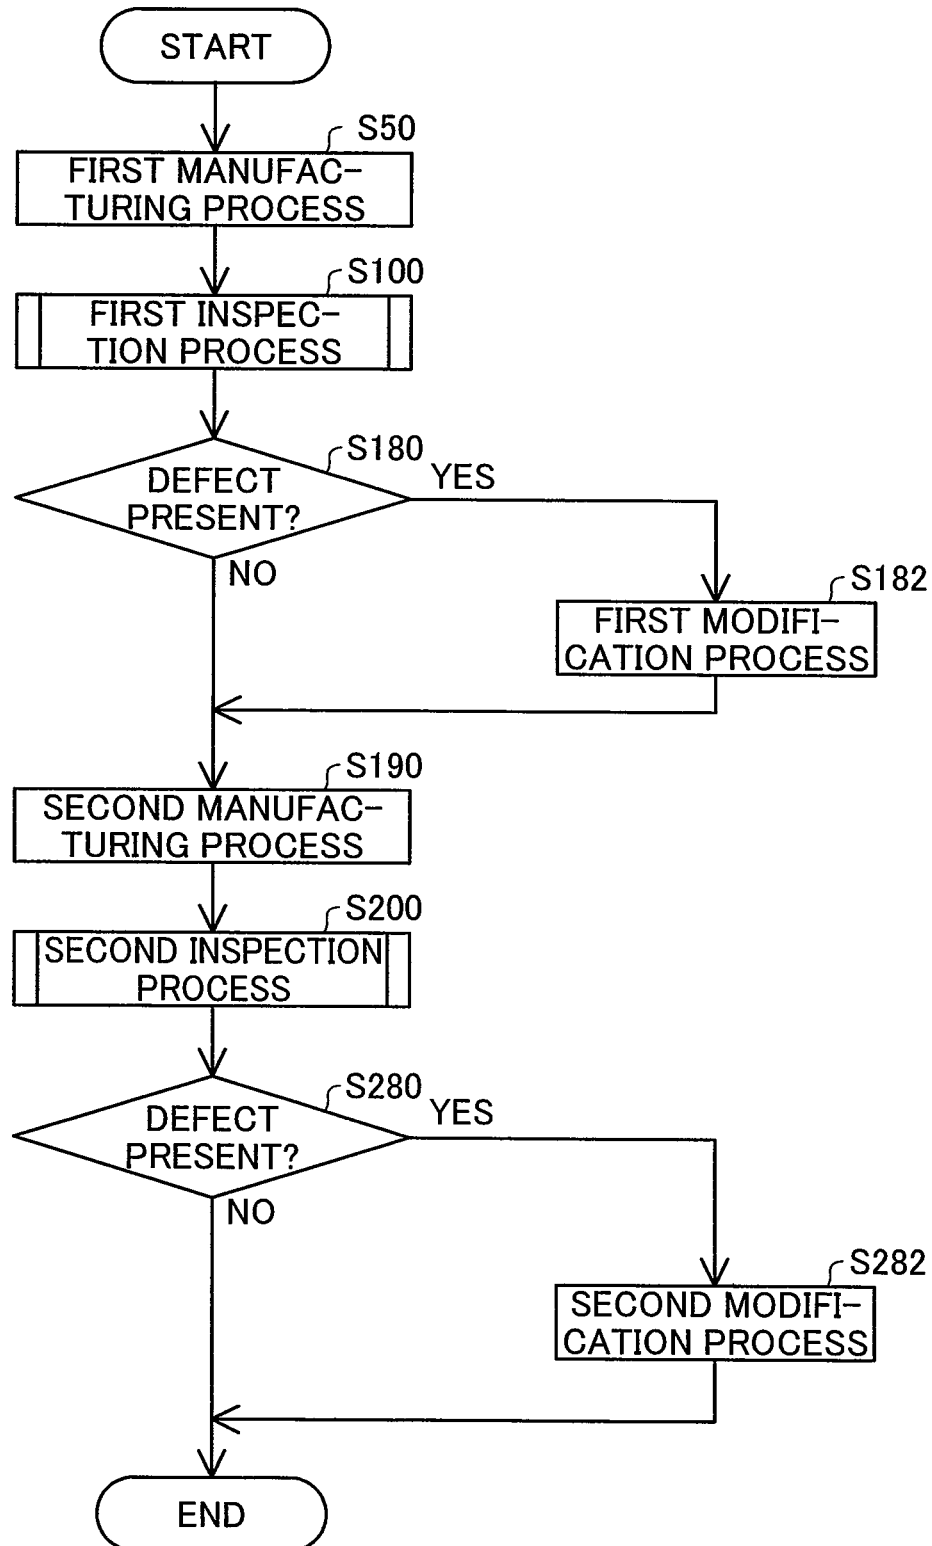 START
S50
FIRST MANUFAC-
TURING PROCESS
S100
FIRST INSPEC-
TION PROCESS
S180
DEFECT
PRESENT?
YES
NO
S182
FIRST MODIFI-
CATION PROCESS
S190
SECOND MANUFAC-
TURING PROCESS
S200
SECOND INSPECTION
PROCESS
S280
DEFECT
PRESENT?
YES
NO
S282
SECOND MODIFI-
CATION PROCESS
END